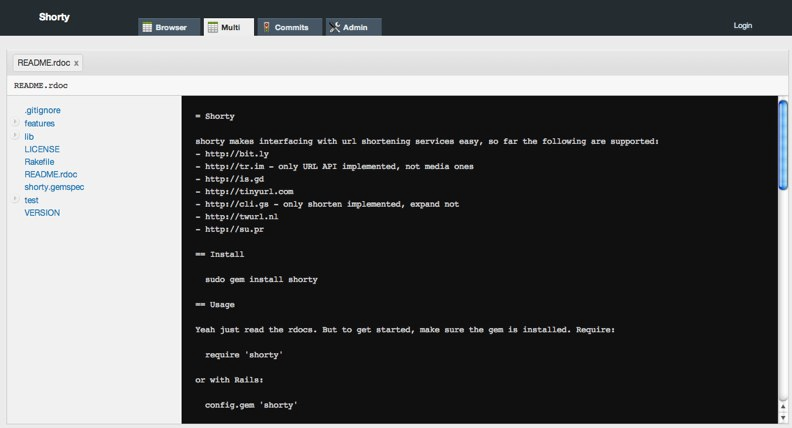 Shorty
Browser
Multi
Commits
Admin
Login
README.rdoc x
README.rdoc
.gitignore
features
lib
LICENSE
Rakefile
README.rdoc
shorty.gemspec
test
VERSION
= Shorty
shorty makes interfacing with url shortening services easy, so far the following are supported:
- http://bit.ly
- http://tr.im - only URL API implemented, not media ones
- http://is.gd
- http://tinyurl.com
- http://cli.gs - only shorten implemented, expand not
- http://twurl.nl
- http://su.pr
== Install
sudo gem install shorty
== Usage
Yeah just read the rdocs. But to get started, make sure the gem is installed. Require:
require 'shorty'
or with Rails:
config.gem 'shorty'